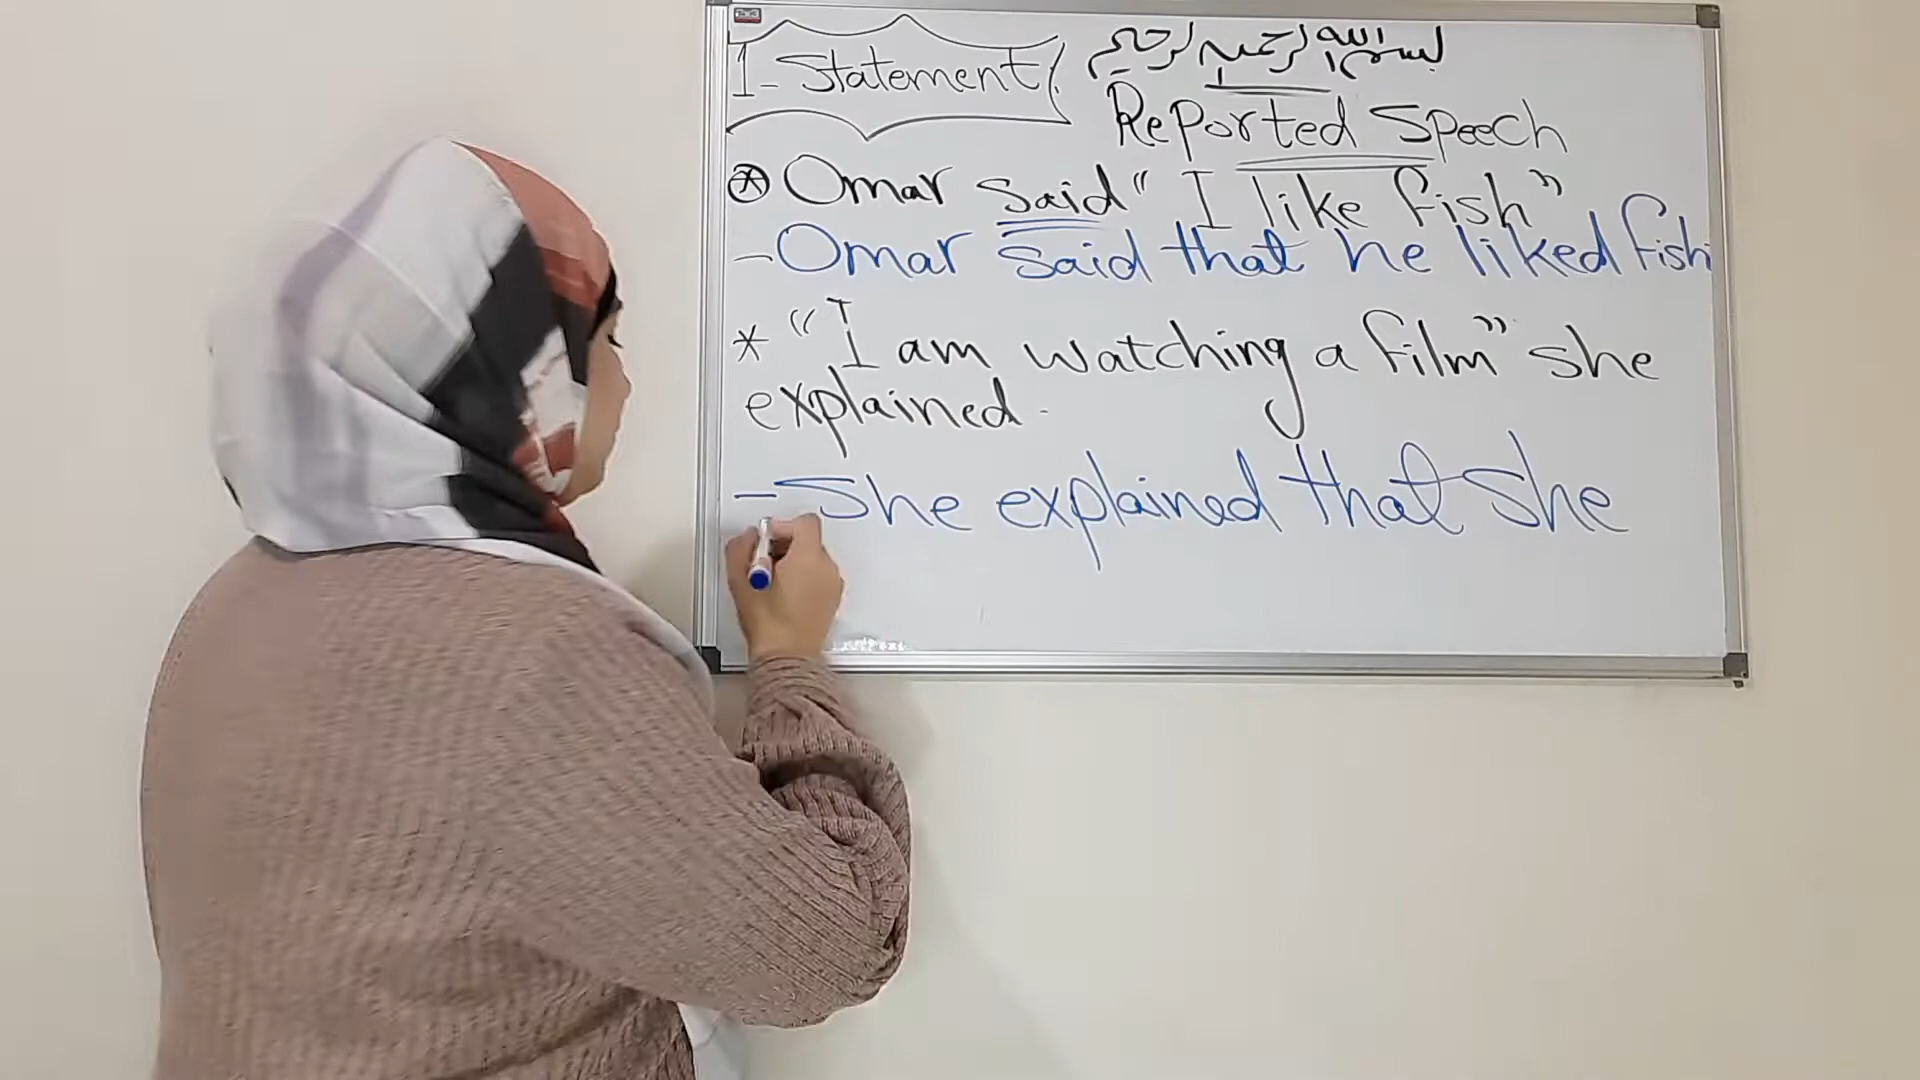 1- Statement:
بسم الله الرحمن الرحيم
Reported Speech
* Omar said " I like fish "
- Omar said that he liked fish
* " I am watching a film " she
explained.
- She explained that she